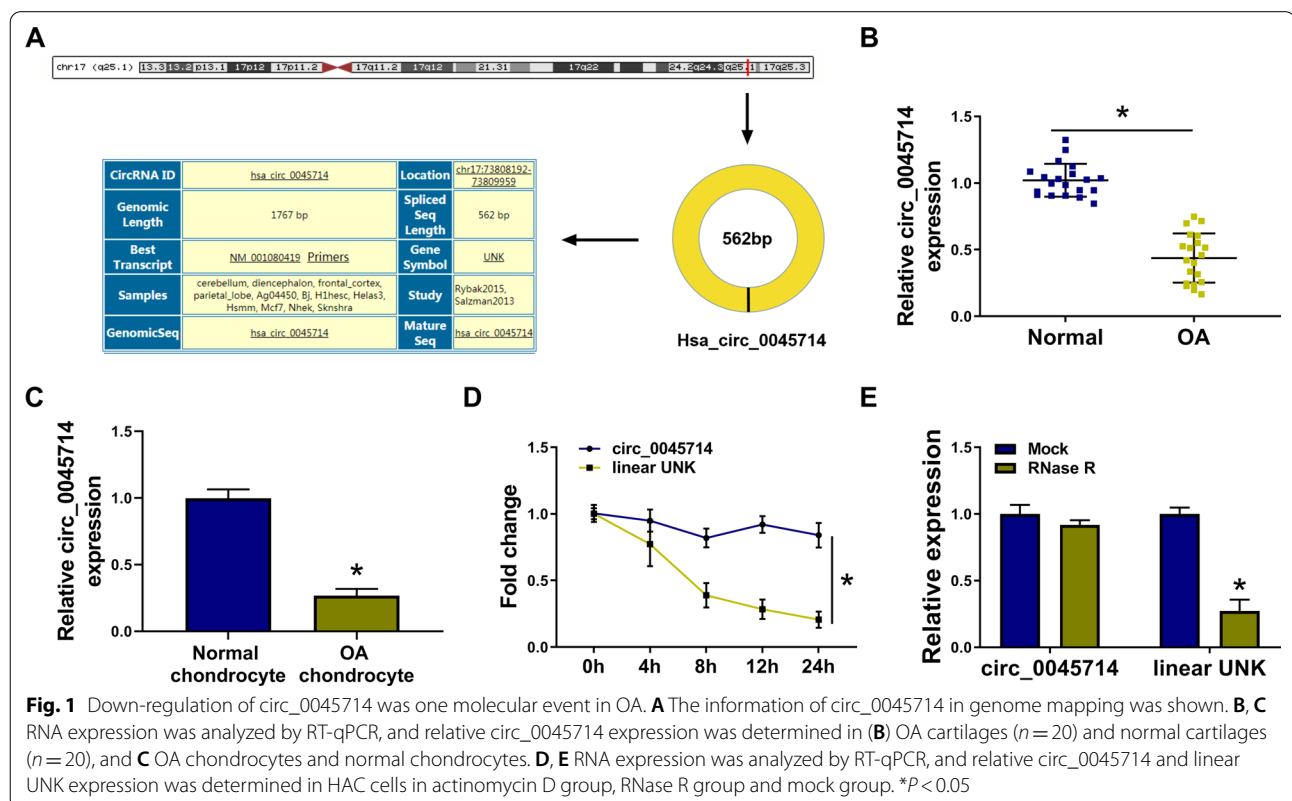 A
chr17 (q25.1) 13.3 13.2 p13.1 17p12 17p11.2 17q11.2 17q12 21.31 17q22 24.2 q24.3 q25.1 17q25.3
CircRNA ID hsa_circ_0045714 Location chr17:73808192-
73809959
Genomic
Length 1767 bp Spliced
Seq
Length 562 bp
Best
Transcript NM_001080419 Primers Gene
Symbol UNK
Samples cerebellum, diencephalon, frontal_cortex,
parietal_lobe, Ag04450, Bj, H1hesc, Helas3,
Hsmm, Mcf7, Nhek, Sknshra Study Rybak2015,
Salzman2013
GenomicSeq hsa_circ_0045714 Mature
Seq hsa_circ_0045714
562bp
Hsa_circ_0045714
B
Relative circ_0045714
expression
1.5
1.0
0.5
0.0
*
Normal OA
C
Relative circ_0045714
expression
1.5
1.0
0.5
0.0
*
Normal
chondrocyte
OA
chondrocyte
D
Fold change
1.5
1.0
0.5
0.0
circ_0045714
linear UNK
*
0h 4h 8h 12h 24h
E
Relative expression
1.5
1.0
0.5
0.0
Mock
RNase R
*
circ_0045714 linear UNK
Fig. 1 Down-regulation of circ_0045714 was one molecular event in OA. A The information of circ_0045714 in genome mapping was shown. B, C
RNA expression was analyzed by RT-qPCR, and relative circ_0045714 expression was determined in (B) OA cartilages (n = 20) and normal cartilages
(n = 20), and C OA chondrocytes and normal chondrocytes. D, E RNA expression was analyzed by RT-qPCR, and relative circ_0045714 and linear
UNK expression was determined in HAC cells in actinomycin D group, RNase R group and mock group. *P < 0.05